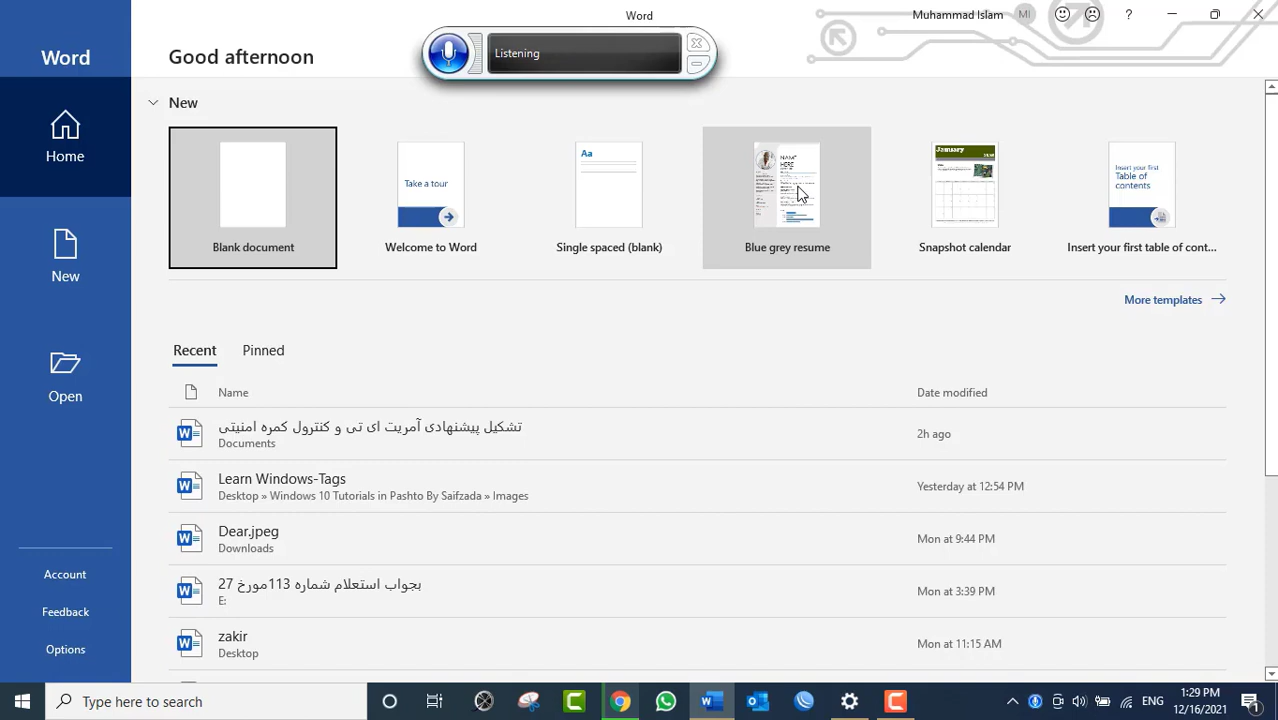 Word
Muhammad Islam
MI
?
Word
Good afternoon
Listening
New
Home
Aa
Take a tour
NAME
HERE
January
Insert your first
Table of
contents
Blank document
Welcome to Word
Single spaced (blank)
Blue grey resume
Snapshot calendar
Insert your first table of cont...
New
More templates
Recent
Pinned
Open
Name
Date modified
تشکیل پیشنهادی آمریت ای تی و کنترول کمره امنیتی
Documents
2h ago
Learn Windows-Tags
Desktop » Windows 10 Tutorials in Pashto By Saifzada » Images
Yesterday at 12:54 PM
Dear.jpeg
Downloads
Mon at 9:44 PM
بجواب استعلام شماره 113مورخ 27
E:
Mon at 3:39 PM
zakir
Desktop
Mon at 11:15 AM
Account
Feedback
Options
Type here to search
ENG
1:29 PM
12/16/2021
1